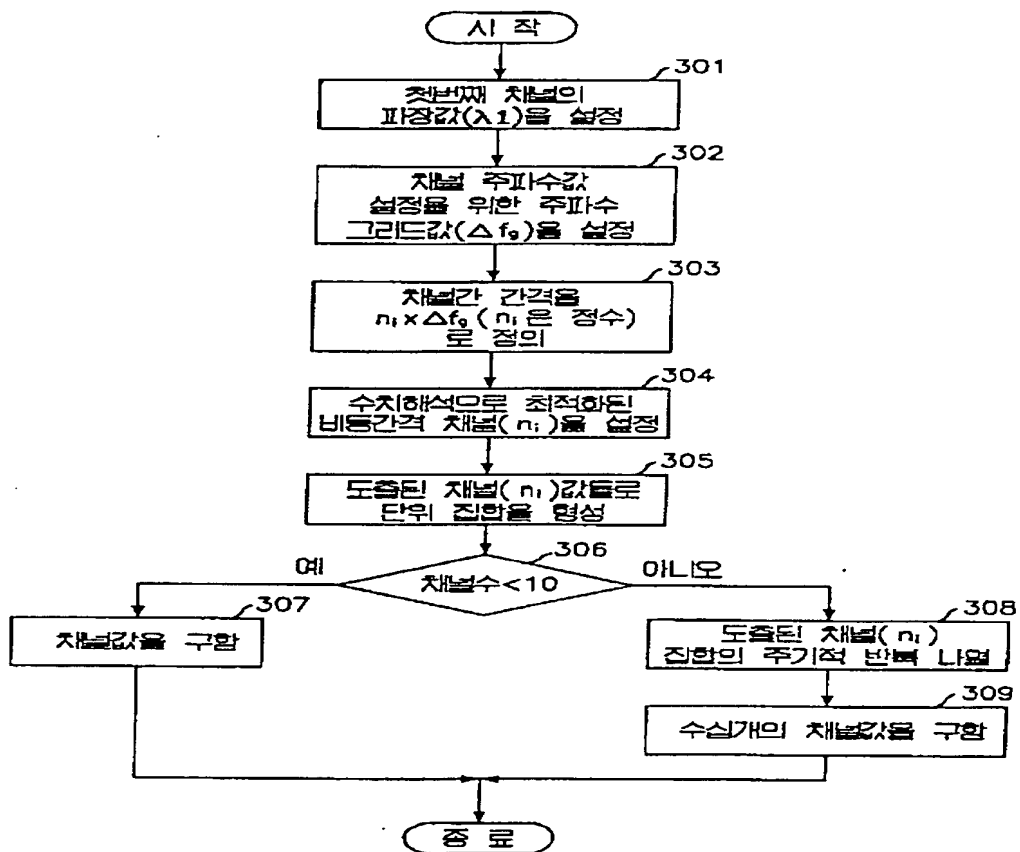 시 작
301
첫번째 채널의
파장값(λ1)을 설정
302
채널 주파수값
설정을 위한 주파수
그리드값(△fg)을 설정
303
채널간 간격을
ni×△fg(ni은 정수)
로 정의
304
수치해석으로 최적화된
비등간격 채널(ni)을 설정
305
도출된 채널(ni)값들로
단위 집합을 형성
306
예
채널수<10
아니오
307
채널값을 구함
308
도출된 채널(ni)
집합의 주기적 반복 나열
309
수십개의 채널값을 구함
종 료